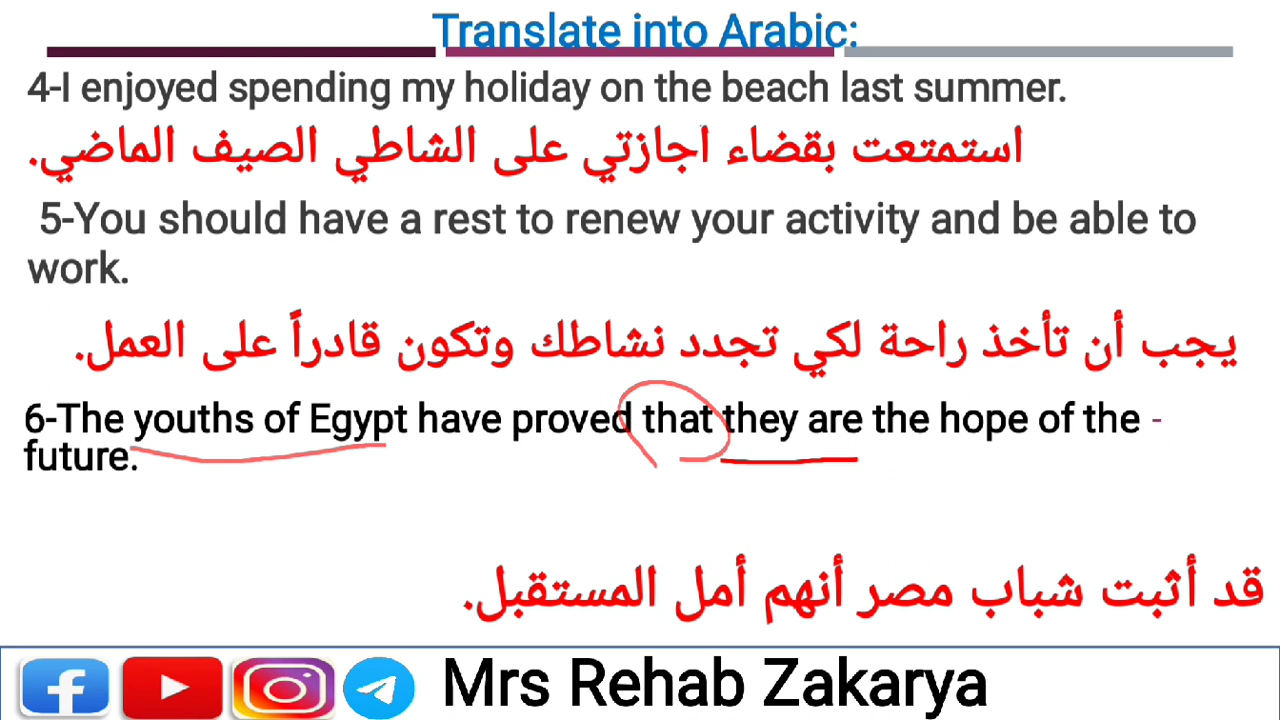 Translate into Arabic:
4-I enjoyed spending my holiday on the beach last summer.
استمتعت بقضاء اجازتي على الشاطي الصيف الماضي.
5-You should have a rest to renew your activity and be able to
work.
يجب أن تأخذ راحة لكي تجدد نشاطك وتكون قادراً على العمل.
6-The youths of Egypt have proved that they are the hope of the -
future.
قد أثبت شباب مصر أنهم أمل المستقبل.
Mrs Rehab Zakarya